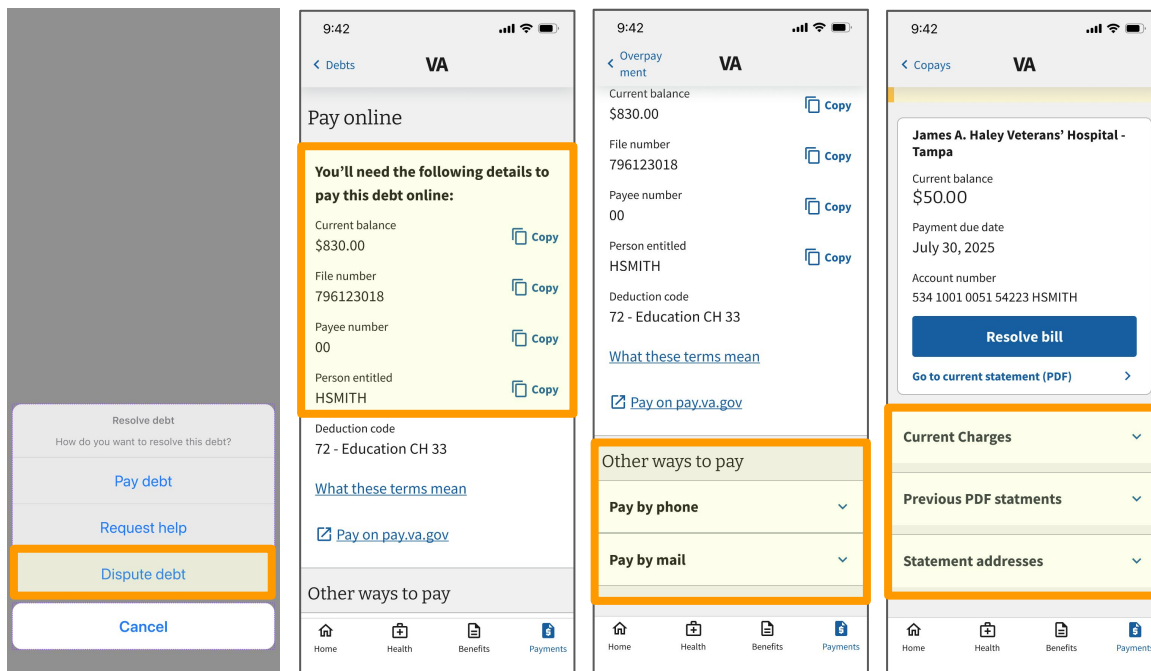 Resolve debt
How do you want to resolve this debt?
Pay debt
Request help
Dispute debt
Cancel
9:42
Debts
VA
Pay online
You'll need the following details to
pay this debt online:
Current balance
$830.00
Copy
File number
796123018
Copy
Payee number
00
Copy
Person entitled
HSMITH
Copy
Deduction code
72 - Education CH 33
What these terms mean
Pay on pay.va.gov
Other ways to pay
Home
Health
Benefits
Payments
9:42
Overpay
ment
VA
Current balance
$830.00
Copy
File number
796123018
Copy
Payee number
00
Copy
Person entitled
HSMITH
Copy
Deduction code
72 - Education CH 33
What these terms mean
Pay on pay.va.gov
Other ways to pay
Pay by phone
Pay by mail
Home
Health
Benefits
Payments
9:42
Copays
VA
James A. Haley Veterans' Hospital -
Tampa
Current balance
$50.00
Payment due date
July 30, 2025
Account number
534 1001 0051 54223 HSMITH
Resolve bill
Go to current statement (PDF)
Current Charges
Previous PDF statments
Statement addresses
Home
Health
Benefits
Payments